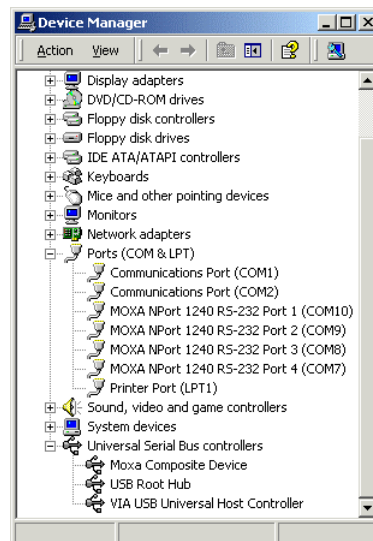 Device Manager
Action View
Display adapters
DVD/CD-ROM drives
Floppy disk controllers
Floppy disk drives
IDE ATA/ATAPI controllers
Keyboards
Mice and other pointing devices
Monitors
Network adapters
Ports (COM & LPT)
Communications Port (COM1)
Communications Port (COM2)
MOXA NPort 1240 RS-232 Port 1 (COM10)
MOXA NPort 1240 RS-232 Port 2 (COM9)
MOXA NPort 1240 RS-232 Port 3 (COM8)
MOXA NPort 1240 RS-232 Port 4 (COM7)
Printer Port (LPT1)
Sound, video and game controllers
System devices
Universal Serial Bus controllers
Moxa Composite Device
USB Root Hub
VIA USB Universal Host Controller